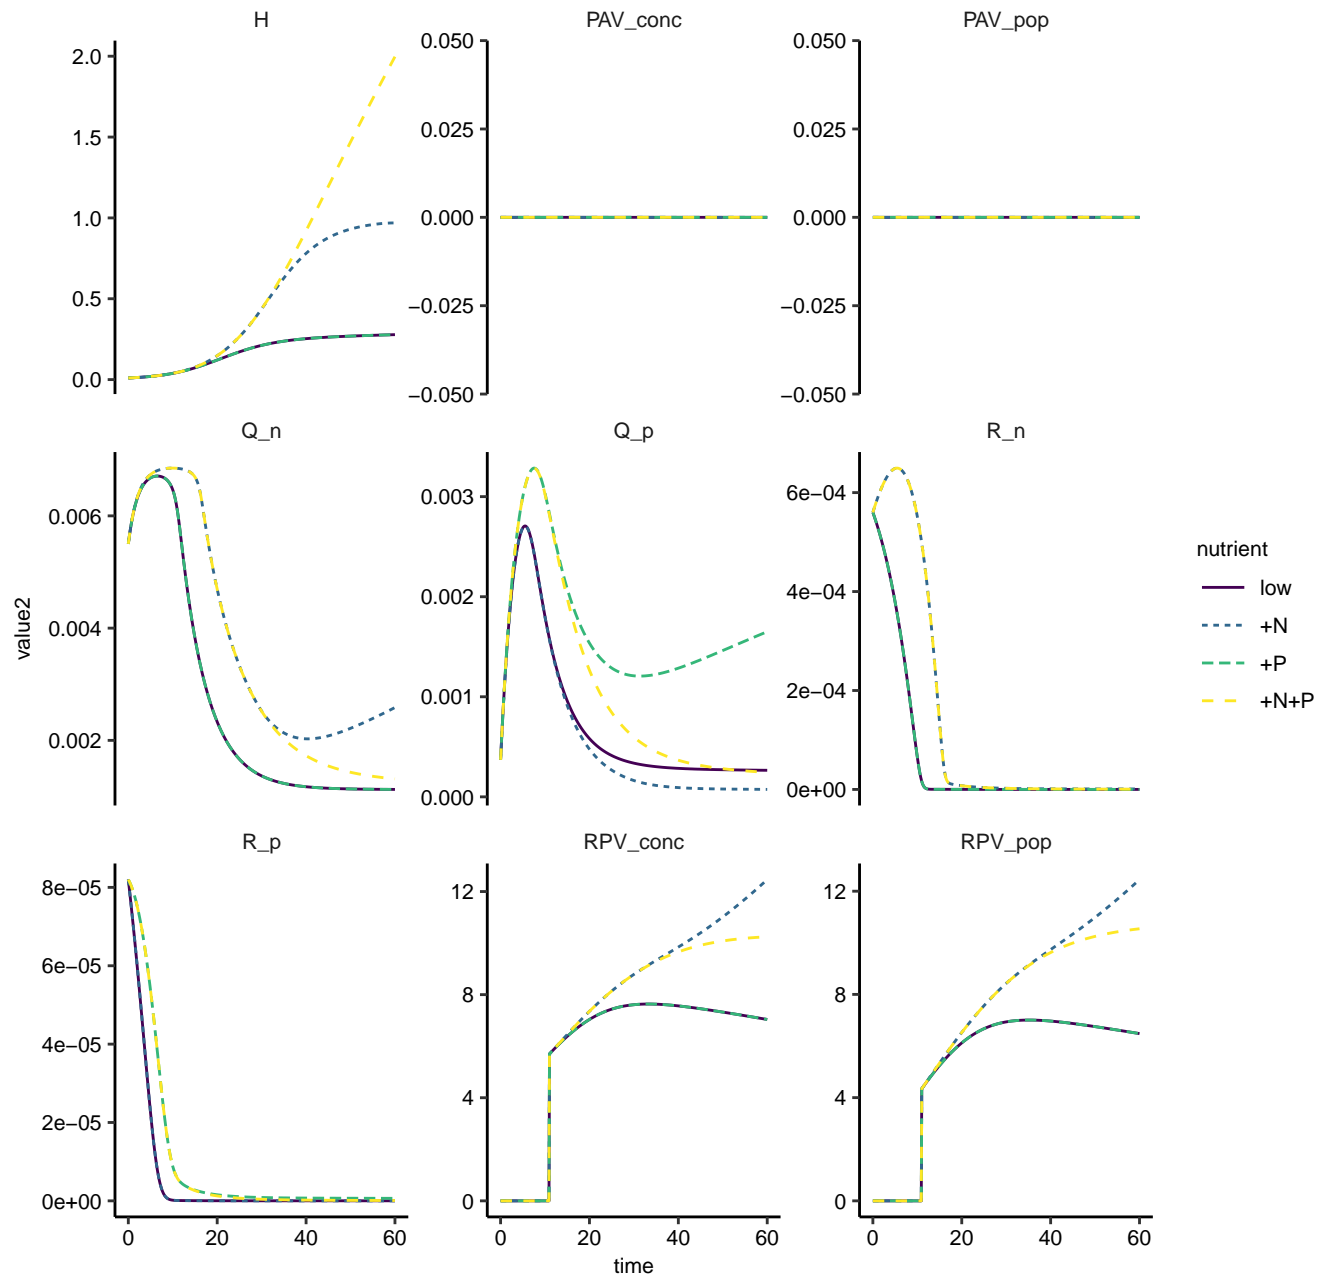 H
PAV_conc
PAV_pop
2.0
1.5
1.0
0.5
0.0
0.050
0.025
0.000
−0.025
−0.050
0.050
0.025
0.000
−0.025
−0.050
Q_n
Q_p
R_n
0.006
0.004
0.002
0.003
0.002
0.001
0.000
6e−04
4e−04
2e−04
0e+00
R_p
RPV_conc
RPV_pop
8e−05
6e−05
4e−05
2e−05
0e+00
12
8
4
0
12
8
4
0
0 20 40 60
0 20 40 60
0 20 40 60
time
value2
nutrient
low
+N
+P
+N+P